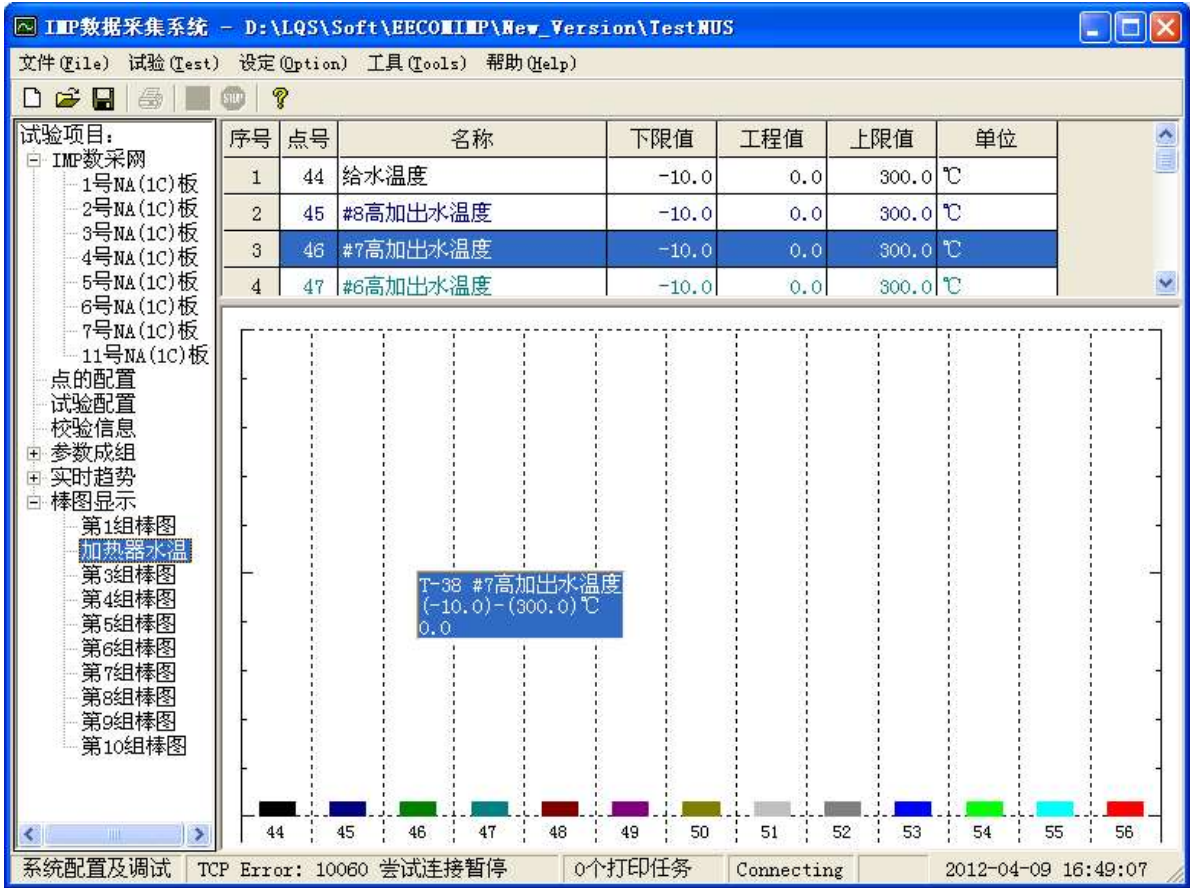 IMP数据采集系统 - D:\LQS\Soft\EECOMIMP\New_Version\TestNUS
文件(File) 试验(Test) 设定(Option) 工具(Tools) 帮助(Help)
STOP
试验项目:
IMP数采网
1号NA(1C)板
2号NA(1C)板
3号NA(1C)板
4号NA(1C)板
5号NA(1C)板
6号NA(1C)板
7号NA(1C)板
11号NA(1C)板
点的配置
试验配置
校验信息
参数成组
实时趋势
棒图显示
第1组棒图
加热器水温
第3组棒图
第4组棒图
第5组棒图
第6组棒图
第7组棒图
第8组棒图
第9组棒图
第10组棒图
序号 点号 名称 下限值 工程值 上限值 单位
1 44 给水温度 -10.0 0.0 300.0 ℃
2 45 #8高加出水温度 -10.0 0.0 300.0 ℃
3 46 #7高加出水温度 -10.0 0.0 300.0 ℃
4 47 #6高加出水温度 -10.0 0.0 300.0 ℃
T-38 #7高加出水温度
(-10.0)-(300.0)℃
0.0
44 45 46 47 48 49 50 51 52 53 54 55 56
系统配置及调试 TCP Error: 10060 尝试连接暂停 0个打印任务 Connecting 2012-04-09 16:49:07